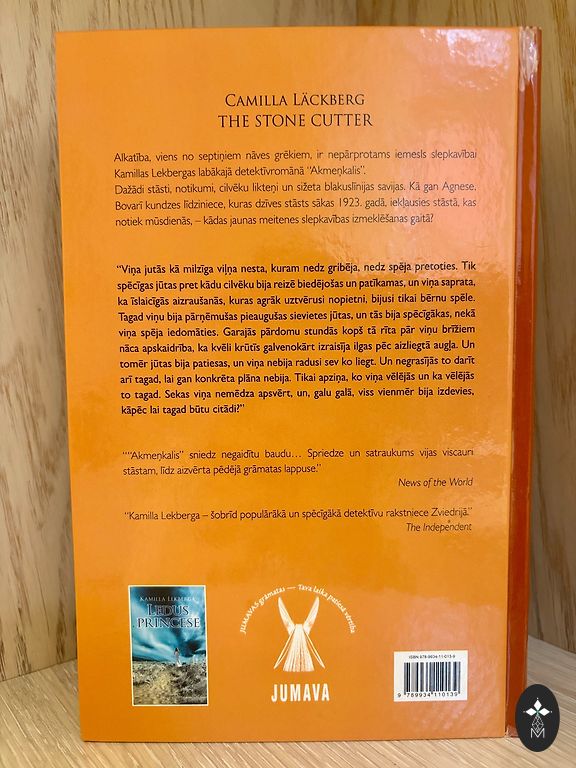 CAMILLA LÄCKBERG
THE STONE CUTTER
Alkatība, viens no septiņiem nāves grēkiem, ir nepārprotams iemesls slepkavībai
Kamillas Lekbergas labākajā detektīvromānā “Akmeņkalis”.
Dažādi stāsti, notikumi, cilvēku likteņi un sižeta blakuslīnijas savijas. Kā gan Agnese,
Bovarī kundzes līdziniece, kuras dzīves stāsts sākas 1923. gadā, iekļausies stāstā, kas
notiek mūsdienās, – kādas jaunas meitenes slepkavības izmeklēšanas gaitā?
“Viņa jutās kā milzīga viļņa nesta, kuram nedz gribēja, nedz spēja pretoties. Tik
spēcīgas jūtas pret kādu cilvēku bija reizē biedējošas un patīkamas, un viņa saprata,
ka īslaicīgās aizraušanās, kuras agrāk uztvērusi nopietni, bijusi tikai bērnu spēle.
Tagad viņu bija pārņēmušas pieaugušas sievietes jūtas, un tās bija spēcīgākas, nekā
viņa spēja iedomāties. Garajās pārdomu stundās kopš tā rīta pār viņu brīžiem
nāca apskaidrība, ka kvēli krūtīs galvenokārt izraisīja ilgas pēc aizliegtā augļa. Un
tomēr jūtas bija patiesas, un viņa nebija radusi sev ko liegt. Un negrasījās to darīt
arī tagad, lai gan konkrēta plāna nebija. Tikai apziņa, ko viņa vēlējās un ka vēlējās
to tagad. Sekas viņa nemēdza apsvērt, un, galu galā, viss vienmēr bija izdevies,
kāpēc lai tagad būtu citādi?”
““Akmeņkalis” sniedz negaidītu baudu… Spriedze un satraukums vijas viscauri
stāstam, līdz aizvērta pēdējā grāmatas lappuse.”
News of the World
“Kamilla Lekberga – šobrīd populārākā un spēcīgākā detektīvu rakstniece Zviedrijā.”
The Independent
KAMILLA LEKBERGA
LEDUS
PRINCESE
JUMAVAS grāmatas — Tava laika patiesā vērtība
JUMAVA
ISBN 978-9934-11-013-9
9 789934 110139
M